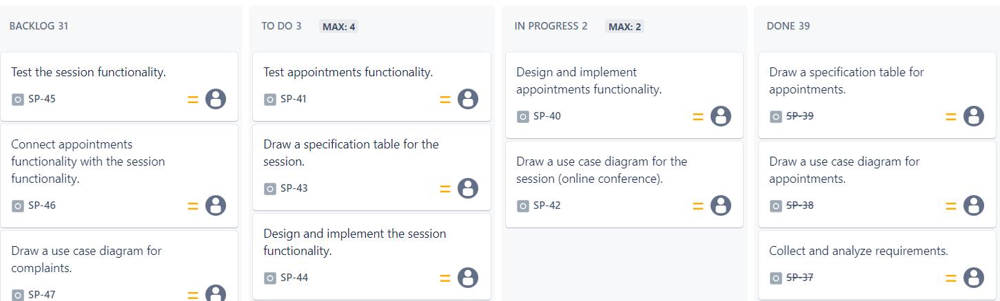 BACKLOG 31
Test the session functionality.
SP-45
Connect appointments
functionality with the session
functionality.
SP-46
Draw a use case diagram for
complaints.
SP-47
TO DO 3 MAX: 4
Test appointments functionality.
SP-41
Draw a specification table for the
session.
SP-43
Design and implement the session
functionality.
SP-44
IN PROGRESS 2 MAX: 2
Design and implement
appointments functionality.
SP-40
Draw a use case diagram for the
session (online conference).
SP-42
DONE 39
Draw a specification table for
appointments.
SP-39
Draw a use case diagram for
appointments.
SP-38
Collect and analyze requirements.
SP-37